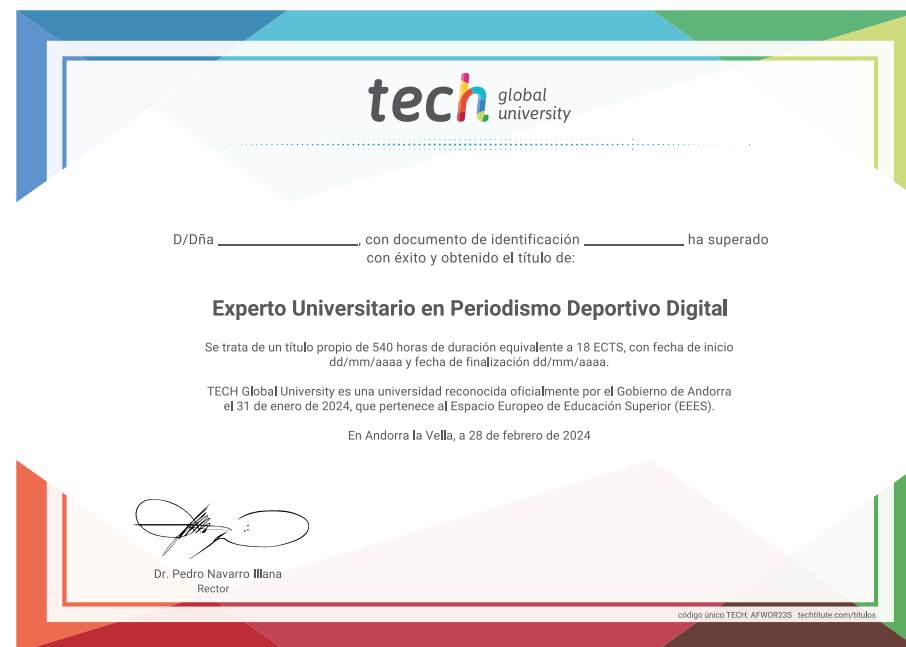 tech global university
D/Dña ____________________, con documento de identificación ______________ ha superado
con éxito y obtenido el título de:
Experto Universitario en Periodismo Deportivo Digital
Se trata de un título propio de 540 horas de duración equivalente a 18 ECTS, con fecha de inicio
dd/mm/aaaa y fecha de finalización dd/mm/aaaa.
TECH Global University es una universidad reconocida oficialmente por el Gobierno de Andorra
el 31 de enero de 2024, que pertenece al Espacio Europeo de Educación Superior (EEES).
En Andorra la Vella, a 28 de febrero de 2024
Dr. Pedro Navarro Illana
Rector
código único TECH: AFWOR23S techtitute.com/titulos